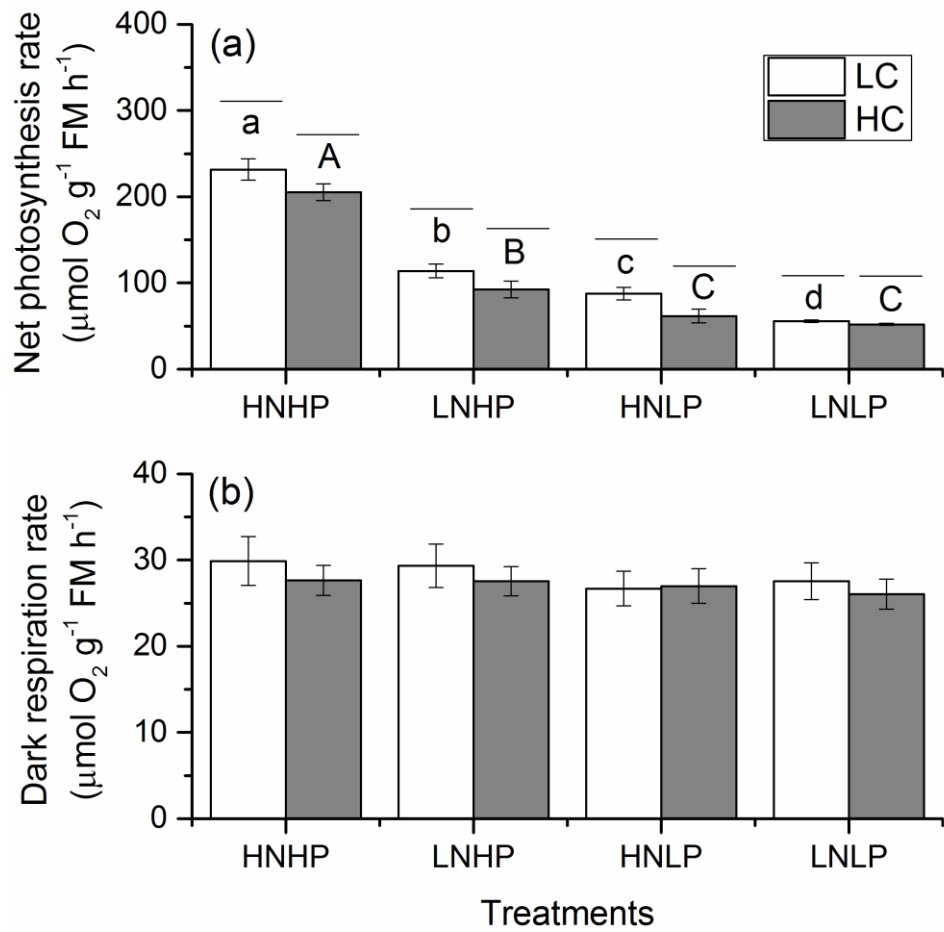 Net photosynthesis rate
(μmol O₂ g⁻¹ FM h⁻¹)
400
300
200
100
0
(a)
LC
HC
a
A
b
B
c
C
d
C
HNHP
LNHP
HNLP
LNLP
Dark respiration rate
(μmol O₂ g⁻¹ FM h⁻¹)
40
30
20
10
0
(b)
HNHP
LNHP
HNLP
LNLP
Treatments